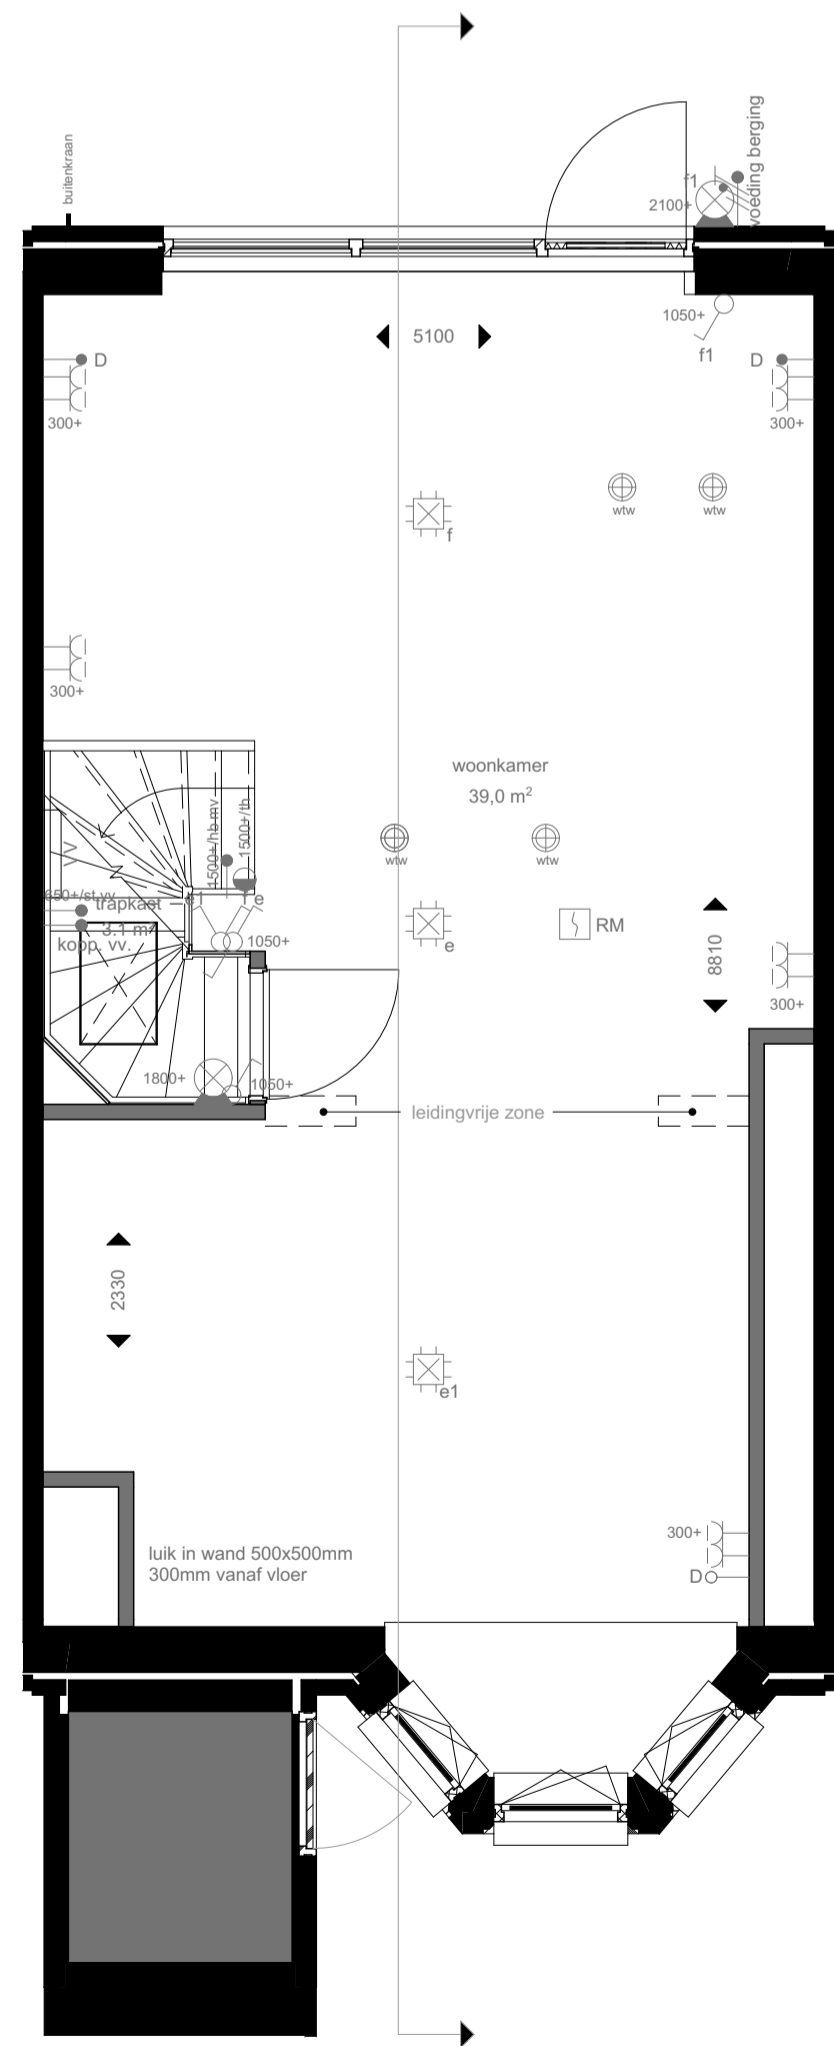 buitenkraan
voeding berging
f1
2100+
1050+
f1
5100
D
300+
D
300+
f
wtw
wtw
300+
woonkamer
39,0 m²
wtw
wtw
1500+/hb mv
1500+/th
vv
650+/st.vv
trapkast
3.1 m²
kopp. vv.
e1
f e
1050+
e
RM
8810
300+
1800+
1050+
leidingvrije zone
2330
e1
luik in wand 500x500mm
300mm vanaf vloer
300+
D